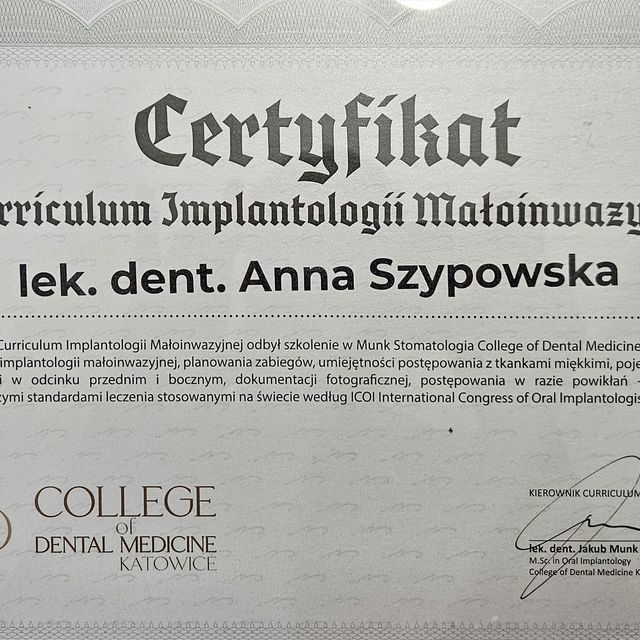 Certyfikat
rriculum Implantologii Małoinwazy
lek. dent. Anna Szypowska
Curriculum Implantologii Małoinwazyjnej odbył szkolenie w Munk Stomatologia College of Dental Medicine
implantologii małoinwazyjnej, planowania zabiegów, umiejętności postępowania z tkankami miękkimi, poje
i w odcinku przednim i bocznym, dokumentacji fotograficznej, postępowania w razie powikłań -
zymi standardami leczenia stosowanymi na świecie według ICOI International Congress of Oral Implantologis
COLLEGE
of
DENTAL MEDICINE
KATOWICE
KIEROWNIK CURRICULUM
lek. dent. Jakub Munk
M.Sc. in Oral Implantology
College of Dental Medicine K